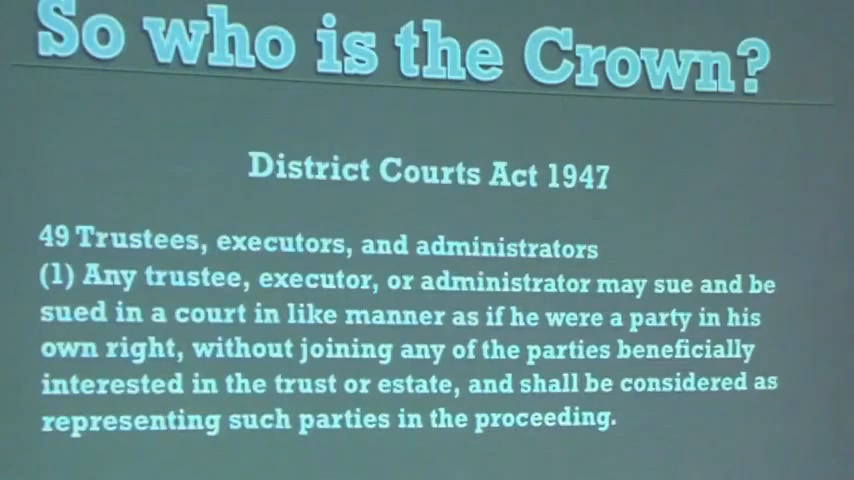 So who is the Crown?
District Courts Act 1947
49 Trustees, executors, and administrators
(1) Any trustee, executor, or administrator may sue and be
sued in a court in like manner as if he were a party in his
own right, without joining any of the parties beneficially
interested in the trust or estate, and shall be considered as
representing such parties in the proceeding.